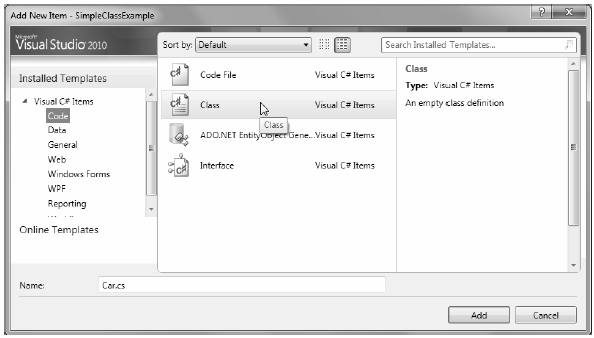 Add New Item - SimpleClassExample
Microsoft
Visual Studio 2010
Sort by: Default
Search Installed Templates...
Installed Templates
Visual C# Items
Code
Data
General
Web
Windows Forms
WPF
Reporting
Online Templates
Code File Visual C# Items
Class Visual C# Items
Class
ADO.NET EntityObject Gene... Visual C# Items
Interface Visual C# Items
Class
Type: Visual C# Items
An empty class definition
Name: Car.cs
Add Cancel